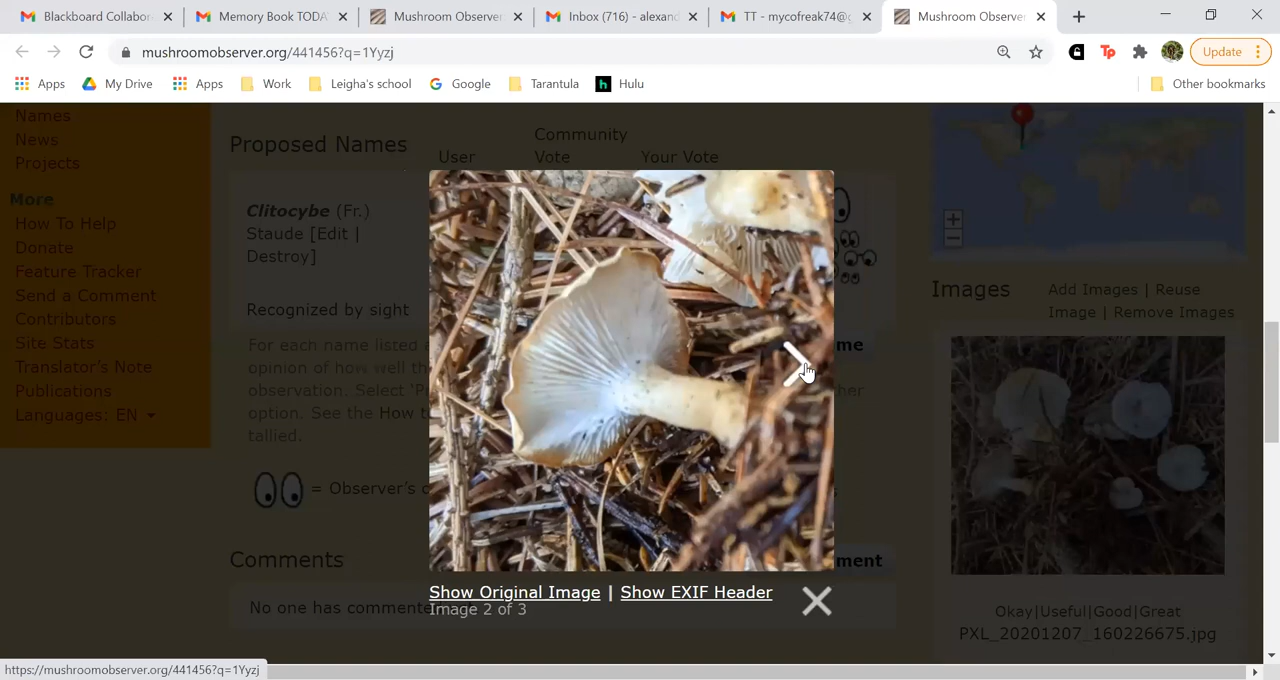 Blackboard Collabor
Memory Book TODA
Mushroom Observer
Inbox (716) - alexand
TT - mycofreak74@g
Mushroom Observer
mushroomobserver.org/441456?q=1Yyzj
Update
Apps
My Drive
Apps
Work
Leigha's school
Google
Tarantula
Hulu
Other bookmarks
Names
News
Projects
More
How To Help
Donate
Feature Tracker
Send a Comment
Contributors
Site Stats
Translator's Note
Publications
Languages: EN
Proposed Names
User
Community
Vote
Your Vote
Clitocybe (Fr.)
Staude [Edit |
Destroy]
Recognized by sight
me
For each name listed
opinion of how well th
observation. Select 'P
her
option. See the How t
tallied.
= Observer's c
Comments
ment
No one has commente
Show Original Image | Show EXIF Header
Image 2 of 3
Images
Add Images | Reuse
Image | Remove Images
Okay|Useful|Good|Great
PXL_20201207_160226675.jpg
https://mushroomobserver.org/441456?q=1Yyzj